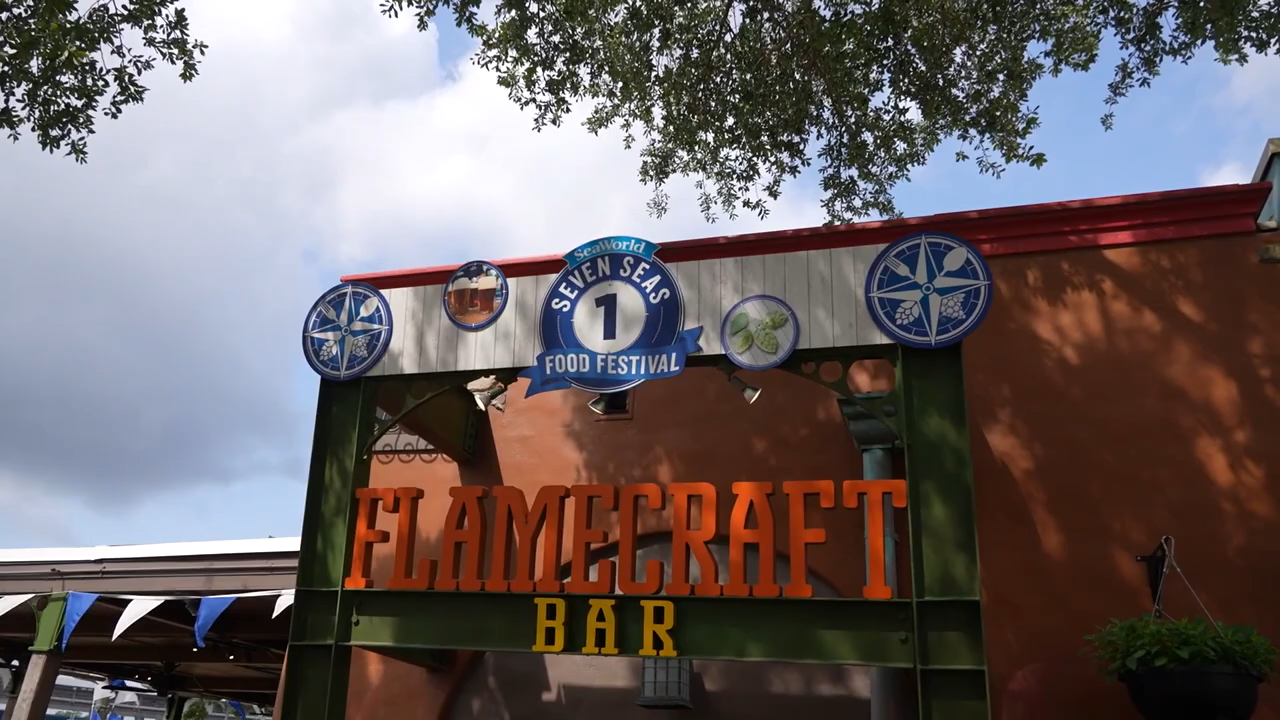 SeaWorld
SEVEN SEAS
1
FOOD FESTIVAL
FLAMECRAFT
BAR